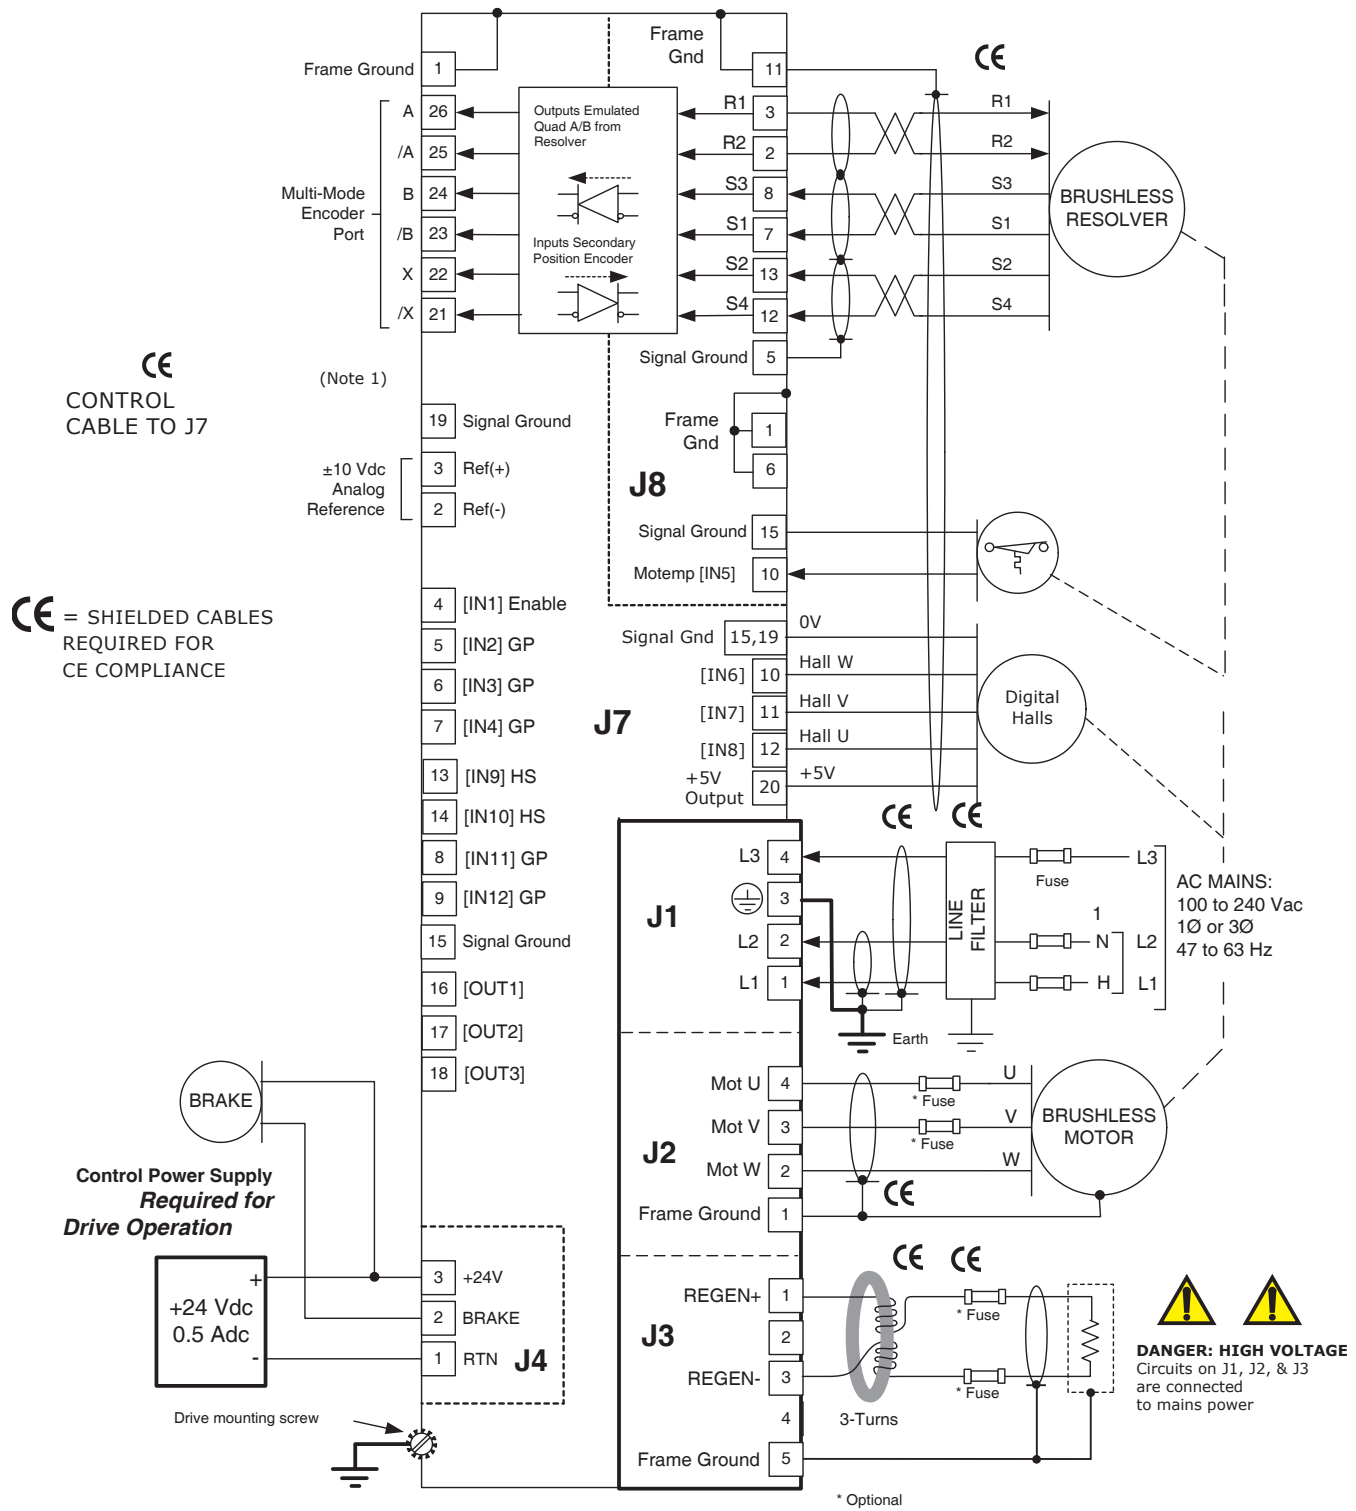 Frame Ground 1
Frame
Gnd
11
CE
A 26
/A 25
B 24
/B 23
X 22
/X 21
Multi-Mode
Encoder
Port
Outputs Emulated
Quad A/B from
Resolver
Inputs Secondary
Position Encoder
R1 3 R1
R2 2 R2
S3 8 S3
S1 7 S1
S2 13 S2
S4 12 S4
BRUSHLESS
RESOLVER
Signal Ground 5
CE
CONTROL
CABLE TO J7
(Note 1)
19 Signal Ground
±10 Vdc
Analog
Reference
3 Ref(+)
2 Ref(-)
Frame
Gnd
1
6
J8
Signal Ground 15
Motemp [IN5] 10
CE = SHIELDED CABLES
REQUIRED FOR
CE COMPLIANCE
4 [IN1] Enable
5 [IN2] GP
6 [IN3] GP
7 [IN4] GP
13 [IN9] HS
14 [IN10] HS
8 [IN11] GP
9 [IN12] GP
15 Signal Ground
16 [OUT1]
17 [OUT2]
18 [OUT3]
J7
Signal Gnd 15,19 0V
[IN6] 10 Hall W
[IN7] 11 Hall V
[IN8] 12 Hall U
+5V
Output
20 +5V
Digital
Halls
CE CE
J1
L3 4
3
L2 2
L1 1
LINE
FILTER
Fuse
L3
1
N L2
H L1
AC MAINS:
100 to 240 Vac
1Ø or 3Ø
47 to 63 Hz
Earth
J2
Mot U 4
Mot V 3
Mot W 2
Frame Ground 1
* Fuse
* Fuse
U
V
W
BRUSHLESS
MOTOR
CE
BRAKE
Control Power Supply
Required for
Drive Operation
+
+24 Vdc
0.5 Adc
-
3 +24V
2 BRAKE
1 RTN
J4
Drive mounting screw
J3
REGEN+ 1
2
REGEN- 3
4
Frame Ground 5
CE CE
3-Turns
* Fuse
* Fuse
DANGER: HIGH VOLTAGE
Circuits on J1, J2, & J3
are connected
to mains power
* Optional